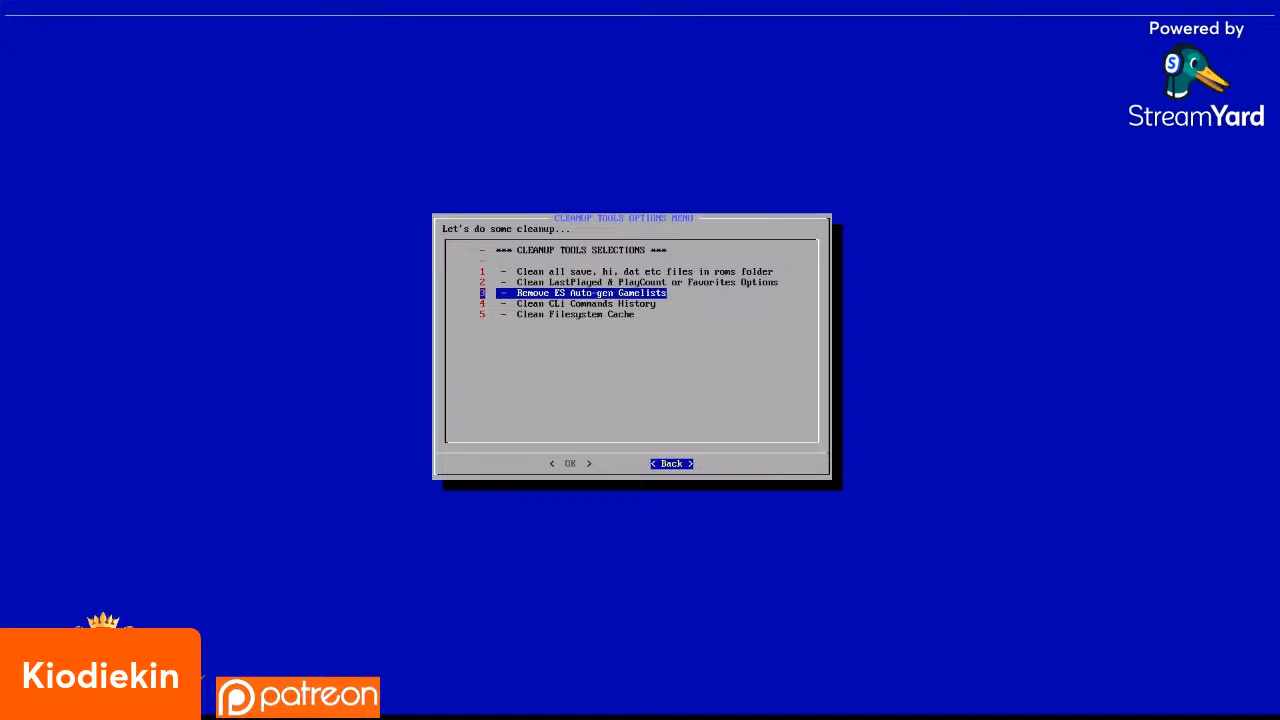 Powered by
StreamYard
CLEANUP TOOLS OPTIONS MENU
Let's do some cleanup...
- *** CLEANUP TOOLS SELECTIONS ***
-
1 - Clean all save, hi, dat etc files in roms folder
2 - Clean LastPlayed & PlayCount or Favorites Options
3 - Remove ES Auto-gen Gamelists
4 - Clean CLi Commands History
5 - Clean Filesystem Cache
< OK > < Back >
Kiodiekin
patreon